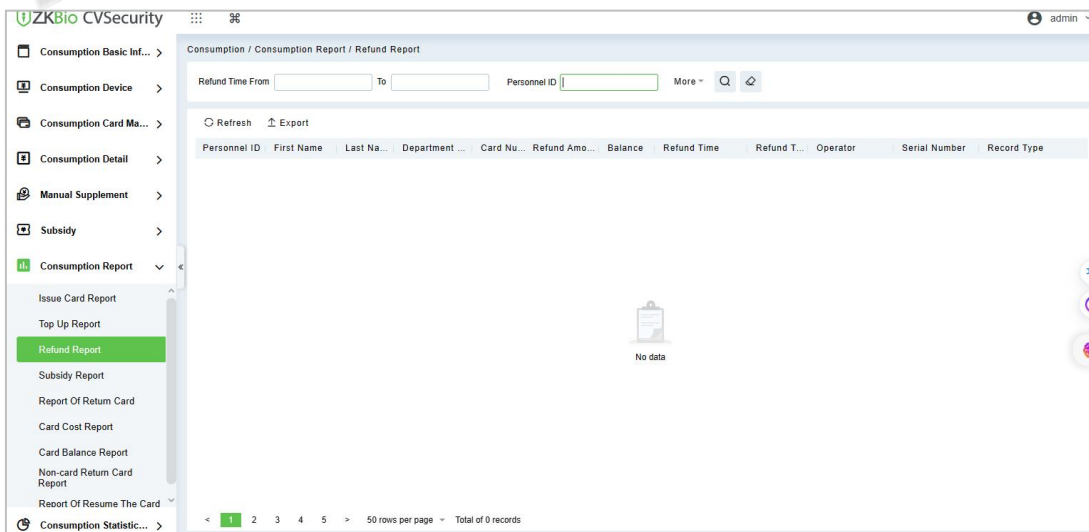 ZKBio CVSecurity
admin
Consumption Basic Inf...
Consumption Device
Consumption Card Ma...
Consumption Detail
Manual Supplement
Subsidy
Consumption Report
Issue Card Report
Top Up Report
Refund Report
Subsidy Report
Report Of Return Card
Card Cost Report
Card Balance Report
Non-card Return Card
Report
Report Of Resume The Card
Consumption Statistic...
Consumption / Consumption Report / Refund Report
Refund Time From To Personnel ID More
Refresh Export
Personnel ID First Name Last Na... Department ... Card Nu... Refund Amo... Balance Refund Time Refund T... Operator Serial Number Record Type
No data
< 1 2 3 4 5 > 50 rows per page Total of 0 records